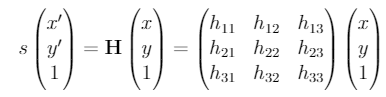 s (x′ y′ 1) = H (x y 1) = (h₁₁ h₁₂ h₁₃ h₂₁ h₂₂ h₂₃ h₃₁ h₃₂ h₃₃) (x y 1)